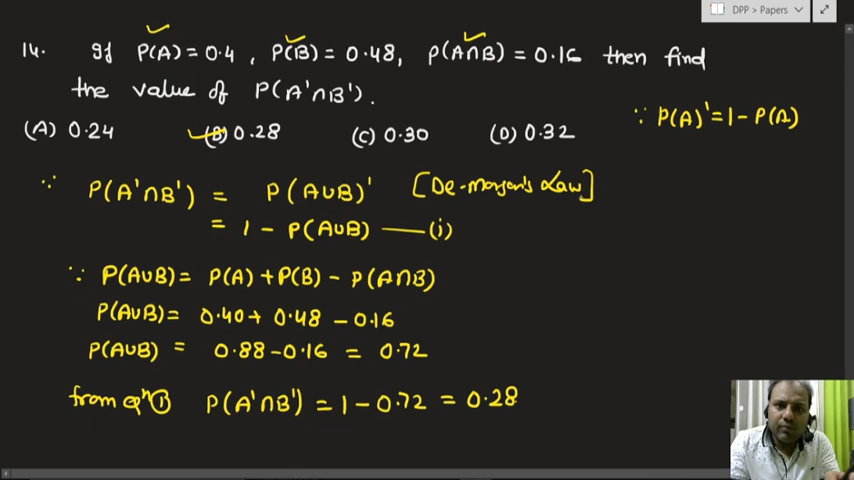 DPP > Papers
14. If P(A) = 0.4, P(B) = 0.48, P(A∩B) = 0.16 then find
the value of P(A'∩B').
(A) 0.24 (B) 0.28 (C) 0.30 (D) 0.32
∵ P(A)' = 1 - P(A)
∵ P(A'∩B') = P(A∪B)' [De-morgan's Law]
= 1 - P(A∪B) —(i)
∵ P(A∪B) = P(A) + P(B) - P(A∩B)
P(A∪B) = 0.40 + 0.48 - 0.16
P(A∪B) = 0.88 - 0.16 = 0.72
from eqⁿ ① P(A'∩B') = 1 - 0.72 = 0.28